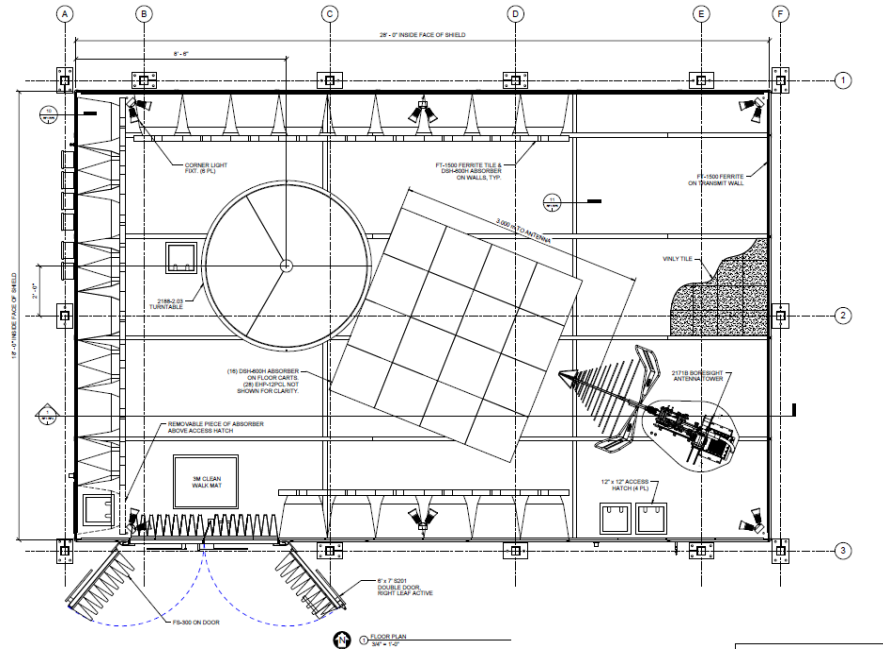 A
B
C
D
E
F
28' - 0" INSIDE FACE OF SHIELD
8' - 6"
1
10
CORNER LIGHT
FIXT. (6 PL)
FT-1500 FERRITE TILE &
DSH-600H ABSORBER
ON WALLS, TYP.
FT-1500 FERRITE
ON TRANSMIT WALL
11
3.000 M TO ANTENNA
VINLY TILE
18' - 0" INSIDE FACE OF SHIELD
2' - 0"
2188-2.03
TURNTABLE
2
(16) DSH-600H ABSORBER
ON FLOOR CARTS.
(28) EHP-12PCL NOT
SHOWN FOR CLARITY.
2171B BORESIGHT
ANTENNA TOWER
1
REMOVABLE PIECE OF ABSORBER
ABOVE ACCESS HATCH
3M CLEAN
WALK MAT
12" x 12" ACCESS
HATCH (4 PL)
3
6' x 7' S201
DOUBLE DOOR,
RIGHT LEAF ACTIVE
FS-300 ON DOOR
N
1
FLOOR PLAN
3/4" = 1'-0"